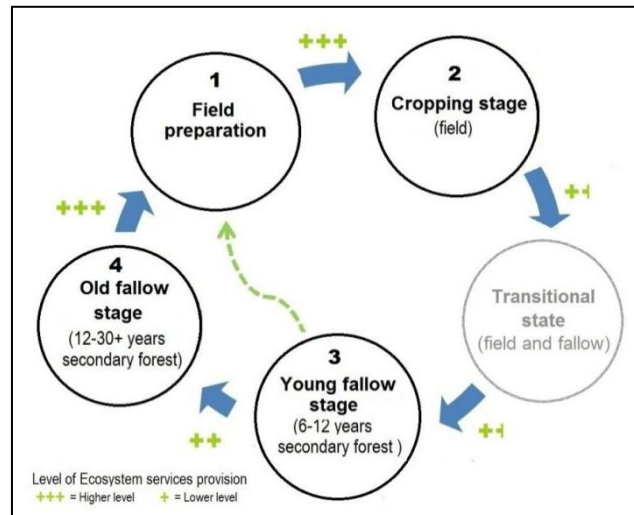 +++
1
Field
preparation
2
Cropping stage
(field)
+++
++
4
Old fallow
stage
(12-30+ years
secondary forest)
Transitional
state
(field and fallow)
3
Young fallow
stage
(6-12 years
secondary forest )
++
++
Level of Ecosystem services provision
+++ = Higher level + = Lower level